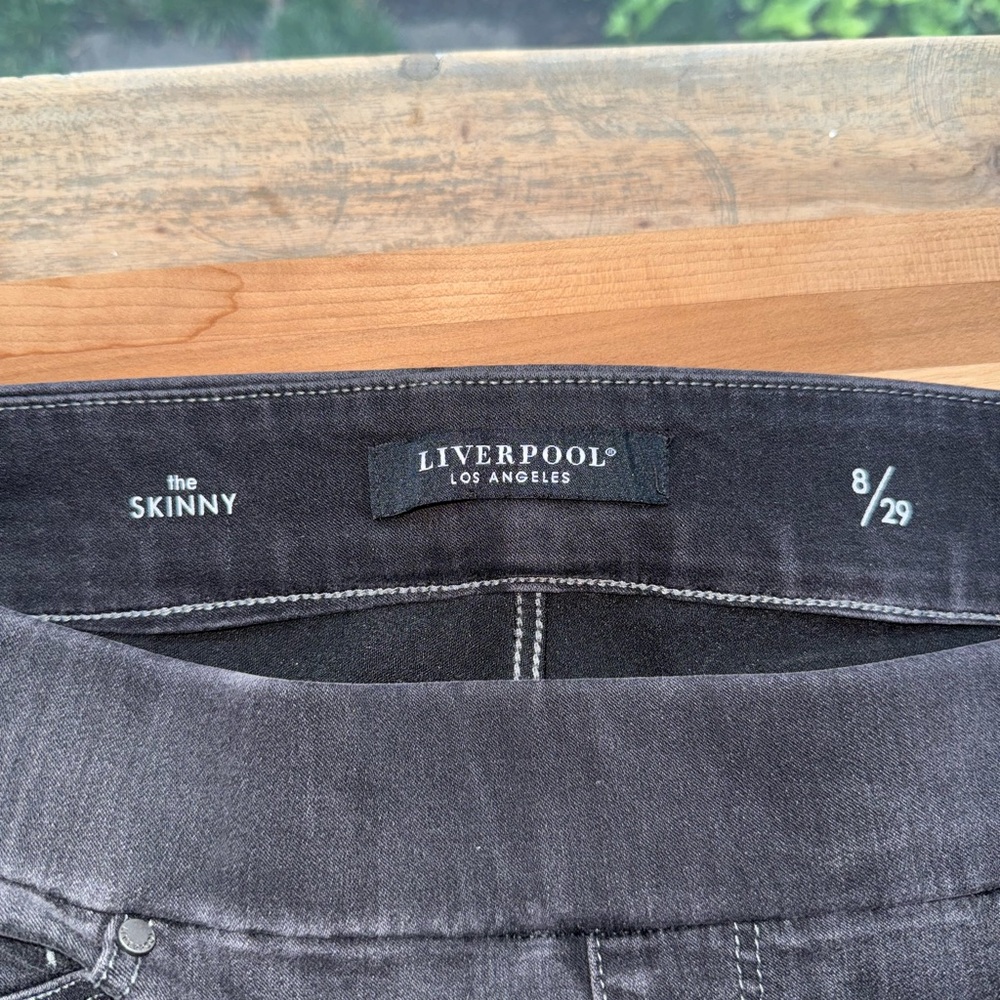 the
SKINNY
LIVERPOOL®
LOS ANGELES
8/29